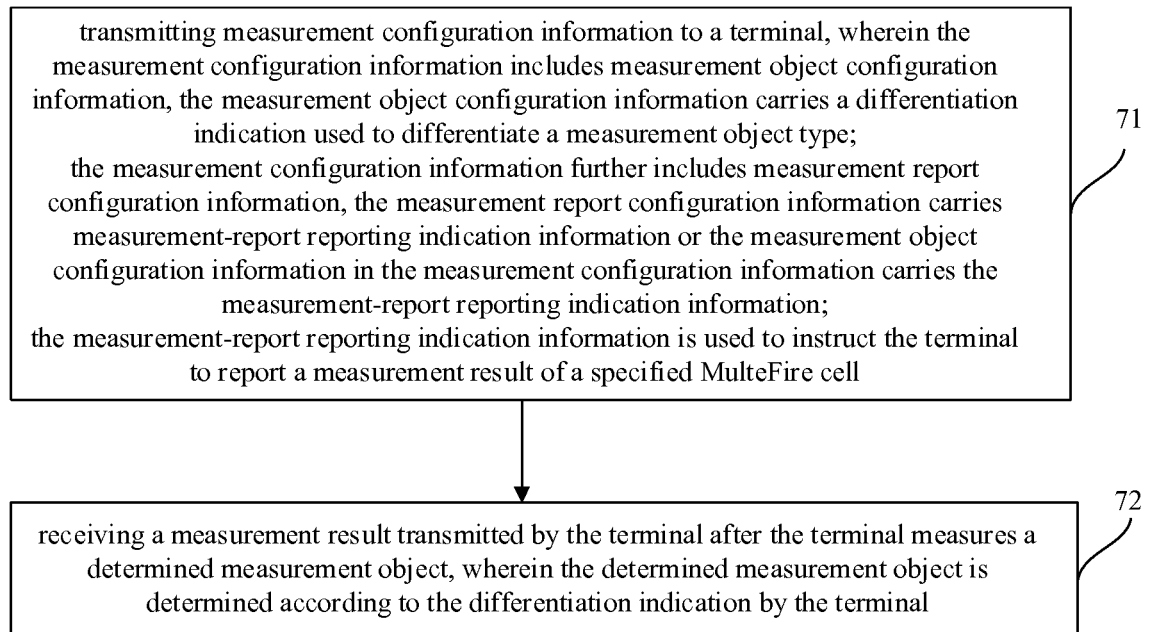 transmitting measurement configuration information to a terminal, wherein the
measurement configuration information includes measurement object configuration
information, the measurement object configuration information carries a differentiation
indication used to differentiate a measurement object type;
the measurement configuration information further includes measurement report
configuration information, the measurement report configuration information carries
measurement-report reporting indication information or the measurement object
configuration information in the measurement configuration information carries the
measurement-report reporting indication information;
the measurement-report reporting indication information is used to instruct the terminal
to report a measurement result of a specified MulteFire cell
71
receiving a measurement result transmitted by the terminal after the terminal measures a
determined measurement object, wherein the determined measurement object is
determined according to the differentiation indication by the terminal
72